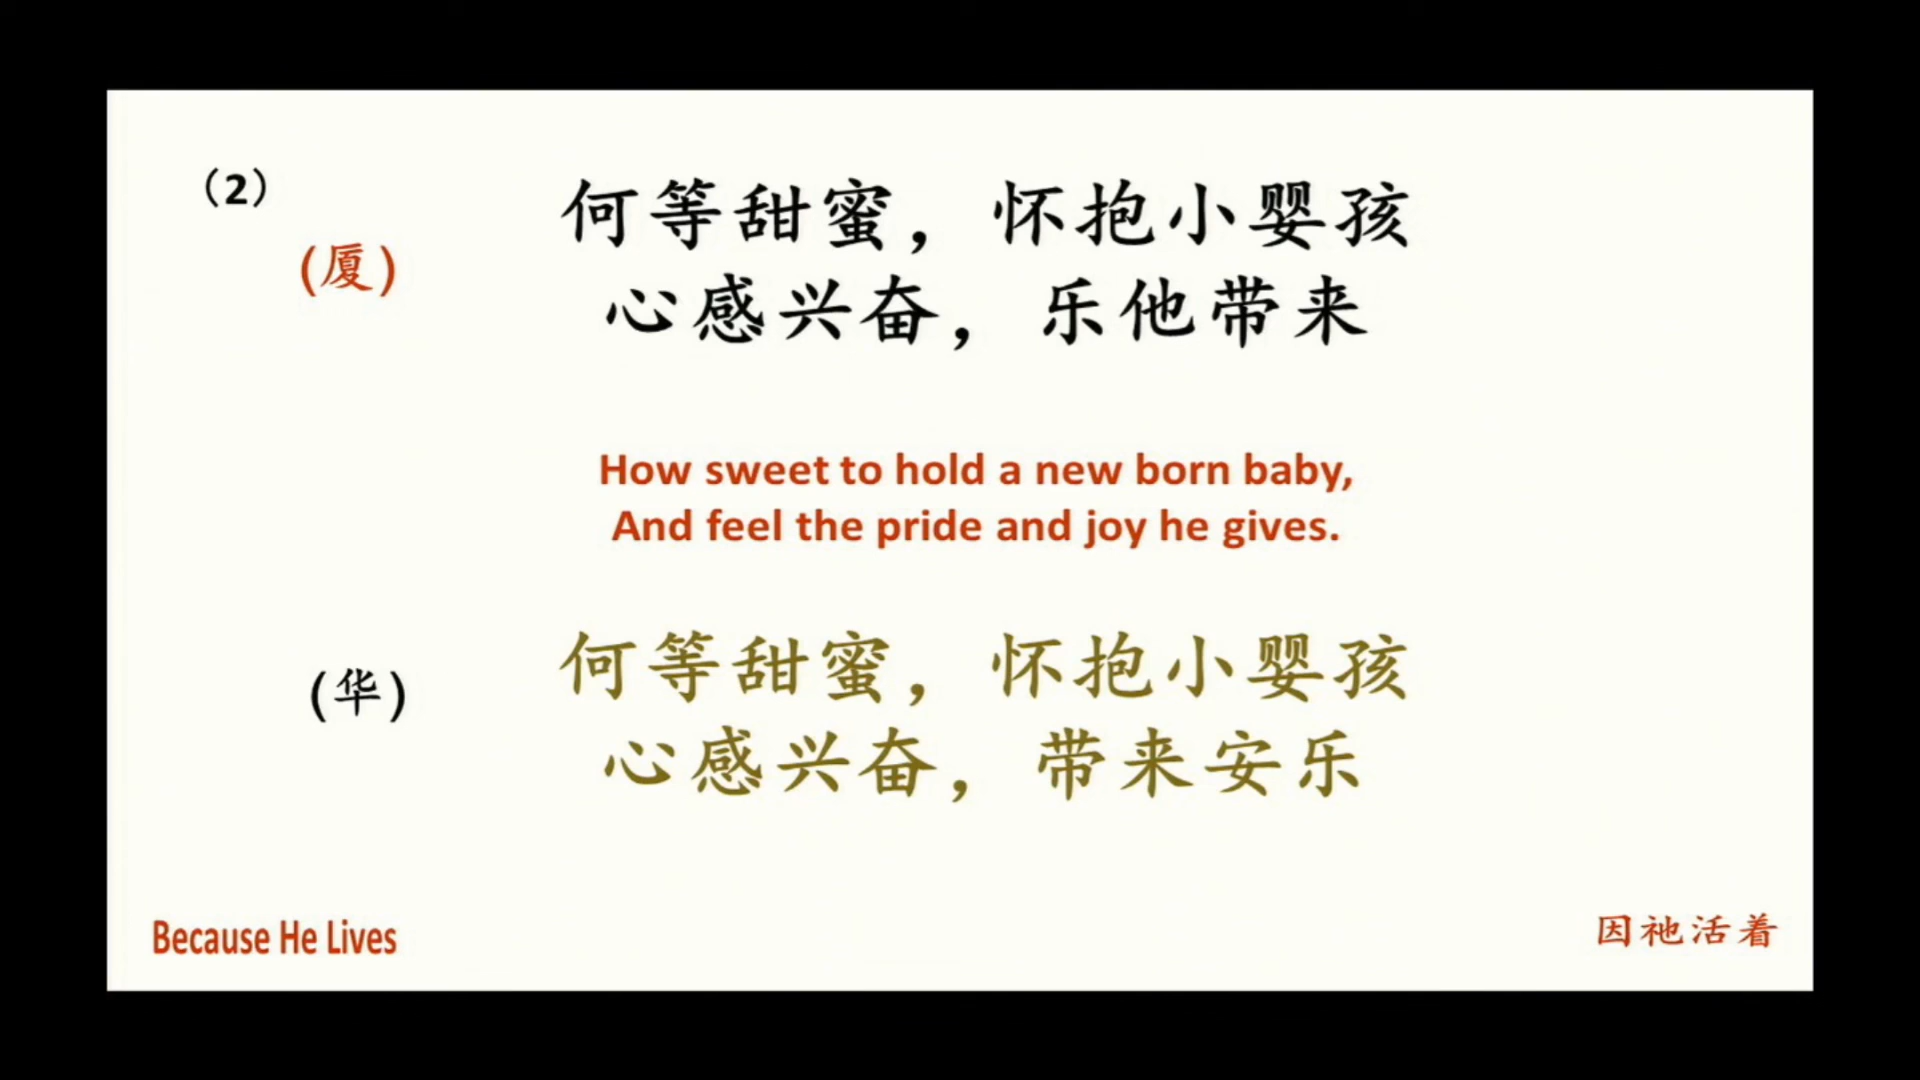 （2）
(厦)
何等甜蜜，怀抱小婴孩
心感兴奋，乐他带来
How sweet to hold a new born baby,
And feel the pride and joy he gives.
(华)
何等甜蜜，怀抱小婴孩
心感兴奋，带来安乐
Because He Lives
因祂活着